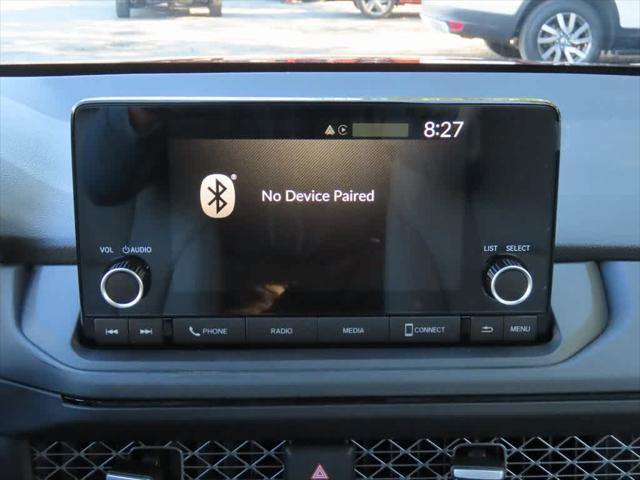 8:27
No Device Paired
VOL AUDIO
LIST SELECT
PHONE RADIO MEDIA CONNECT MENU